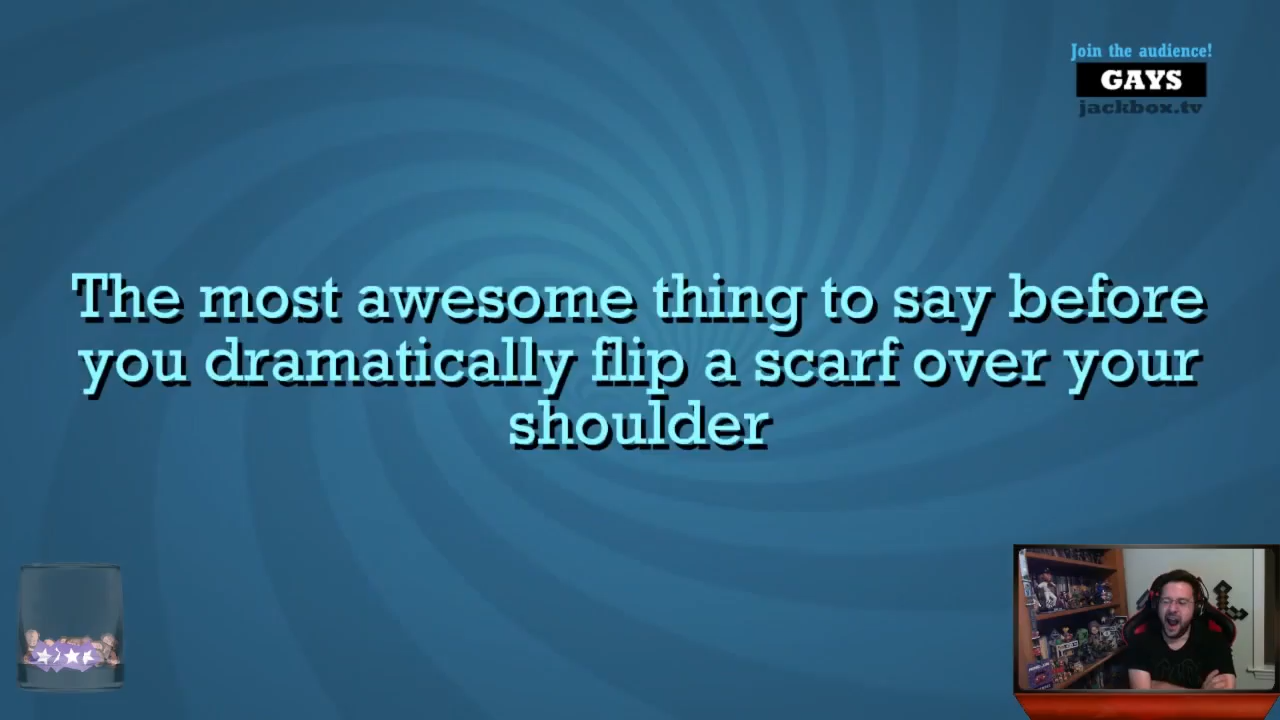 Join the audience!
GAYS
jackbox.tv
The most awesome thing to say before
you dramatically flip a scarf over your
shoulder